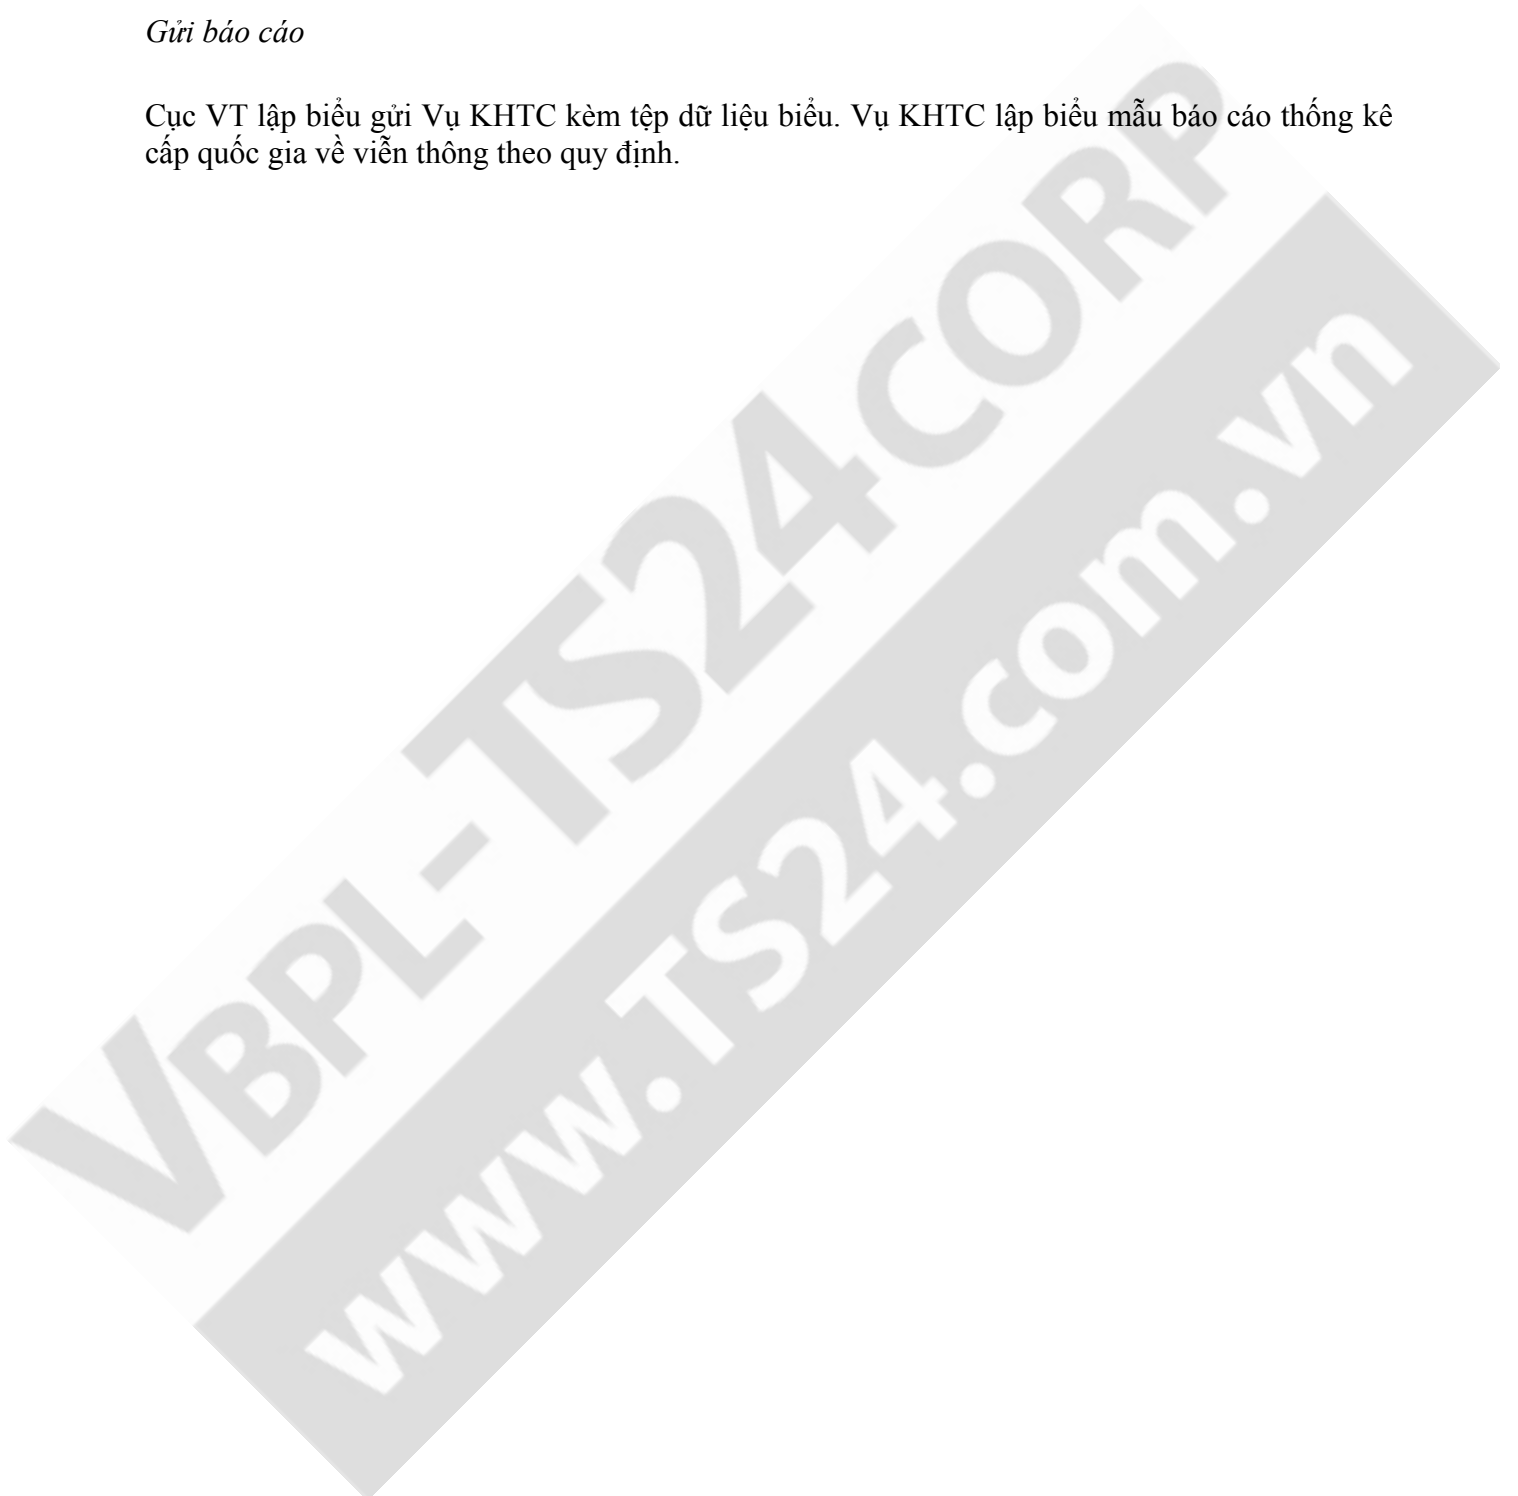 Gửi báo cáo
Cục VT lập biểu gửi Vụ KHTC kèm tệp dữ liệu biểu. Vụ KHTC lập biểu mẫu báo cáo thống kê
cấp quốc gia về viễn thông theo quy định.
VBPL-TS24CORP
www.TS24.com.vn